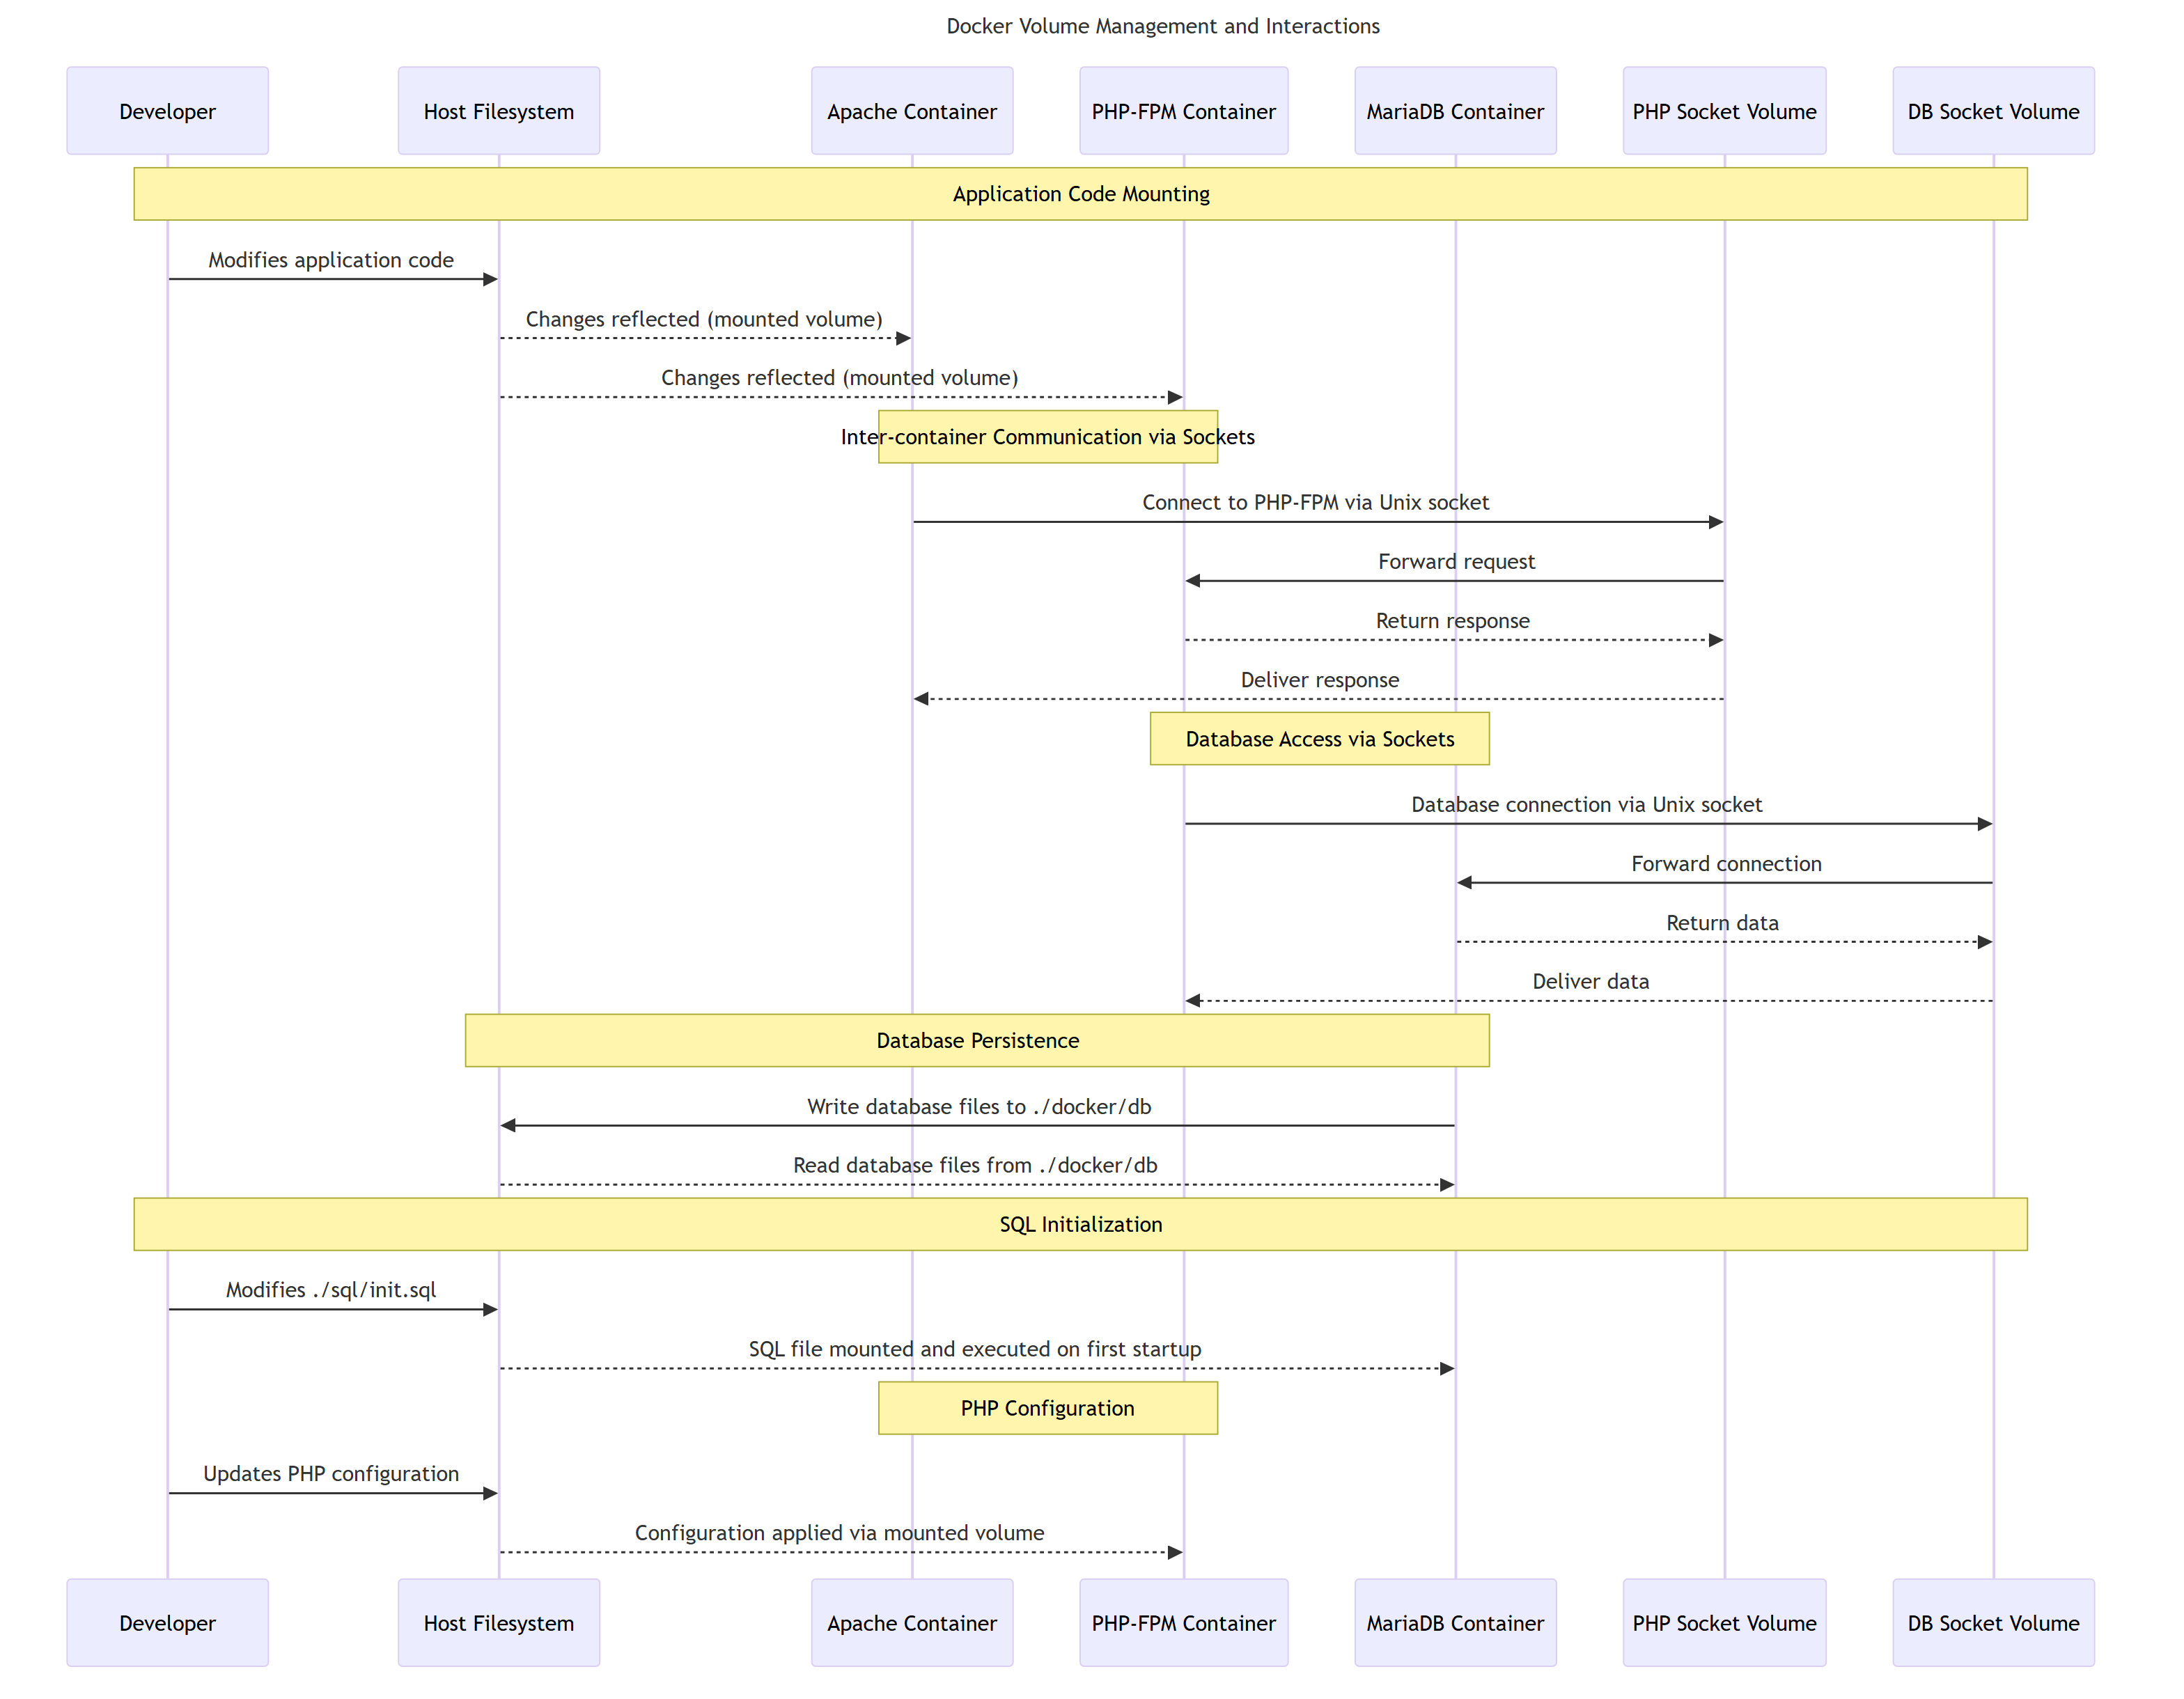 Docker Volume Management and Interactions
Developer
Host Filesystem
Apache Container
PHP-FPM Container
MariaDB Container
PHP Socket Volume
DB Socket Volume
Application Code Mounting
Modifies application code
Changes reflected (mounted volume)
Changes reflected (mounted volume)
Inter-container Communication via Sockets
Connect to PHP-FPM via Unix socket
Forward request
Return response
Deliver response
Database Access via Sockets
Database connection via Unix socket
Forward connection
Return data
Deliver data
Database Persistence
Write database files to ./docker/db
Read database files from ./docker/db
SQL Initialization
Modifies ./sql/init.sql
SQL file mounted and executed on first startup
PHP Configuration
Updates PHP configuration
Configuration applied via mounted volume
Developer
Host Filesystem
Apache Container
PHP-FPM Container
MariaDB Container
PHP Socket Volume
DB Socket Volume